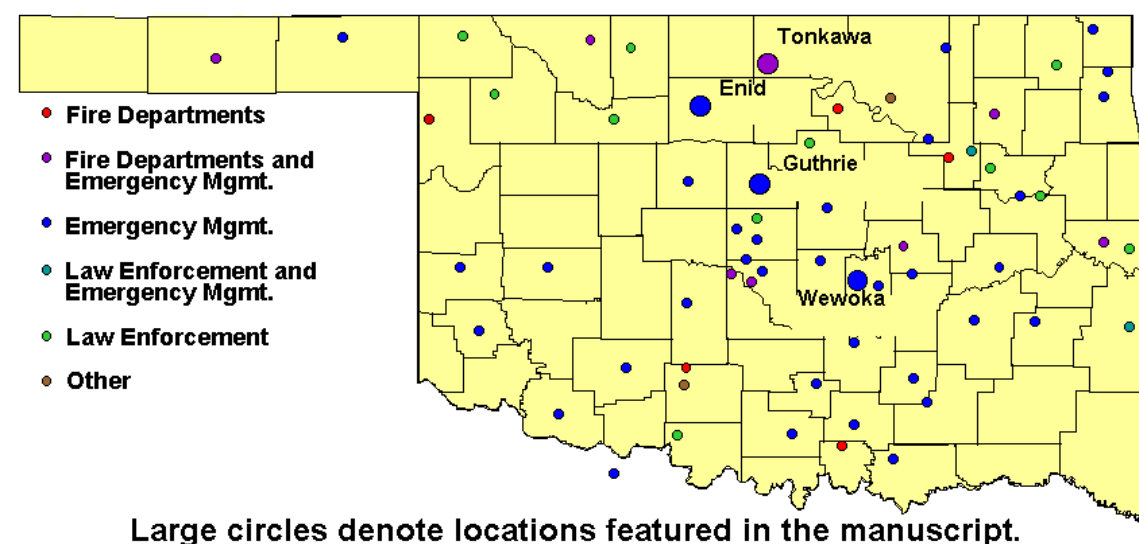 Tonkawa
Enid
Fire Departments
Fire Departments and
Emergency Mgmt.
Guthrie
Emergency Mgmt.
Law Enforcement and
Emergency Mgmt.
Wewoka
Law Enforcement
Other
Large circles denote locations featured in the manuscript.